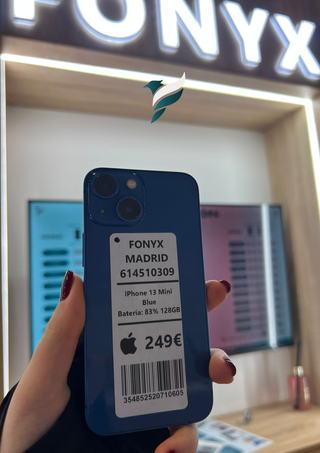 FONYX
FONYX
MADRID
614510309
iPhone 13 Mini
Blue
Bateria: 83% 128GB
249€
354852520710605